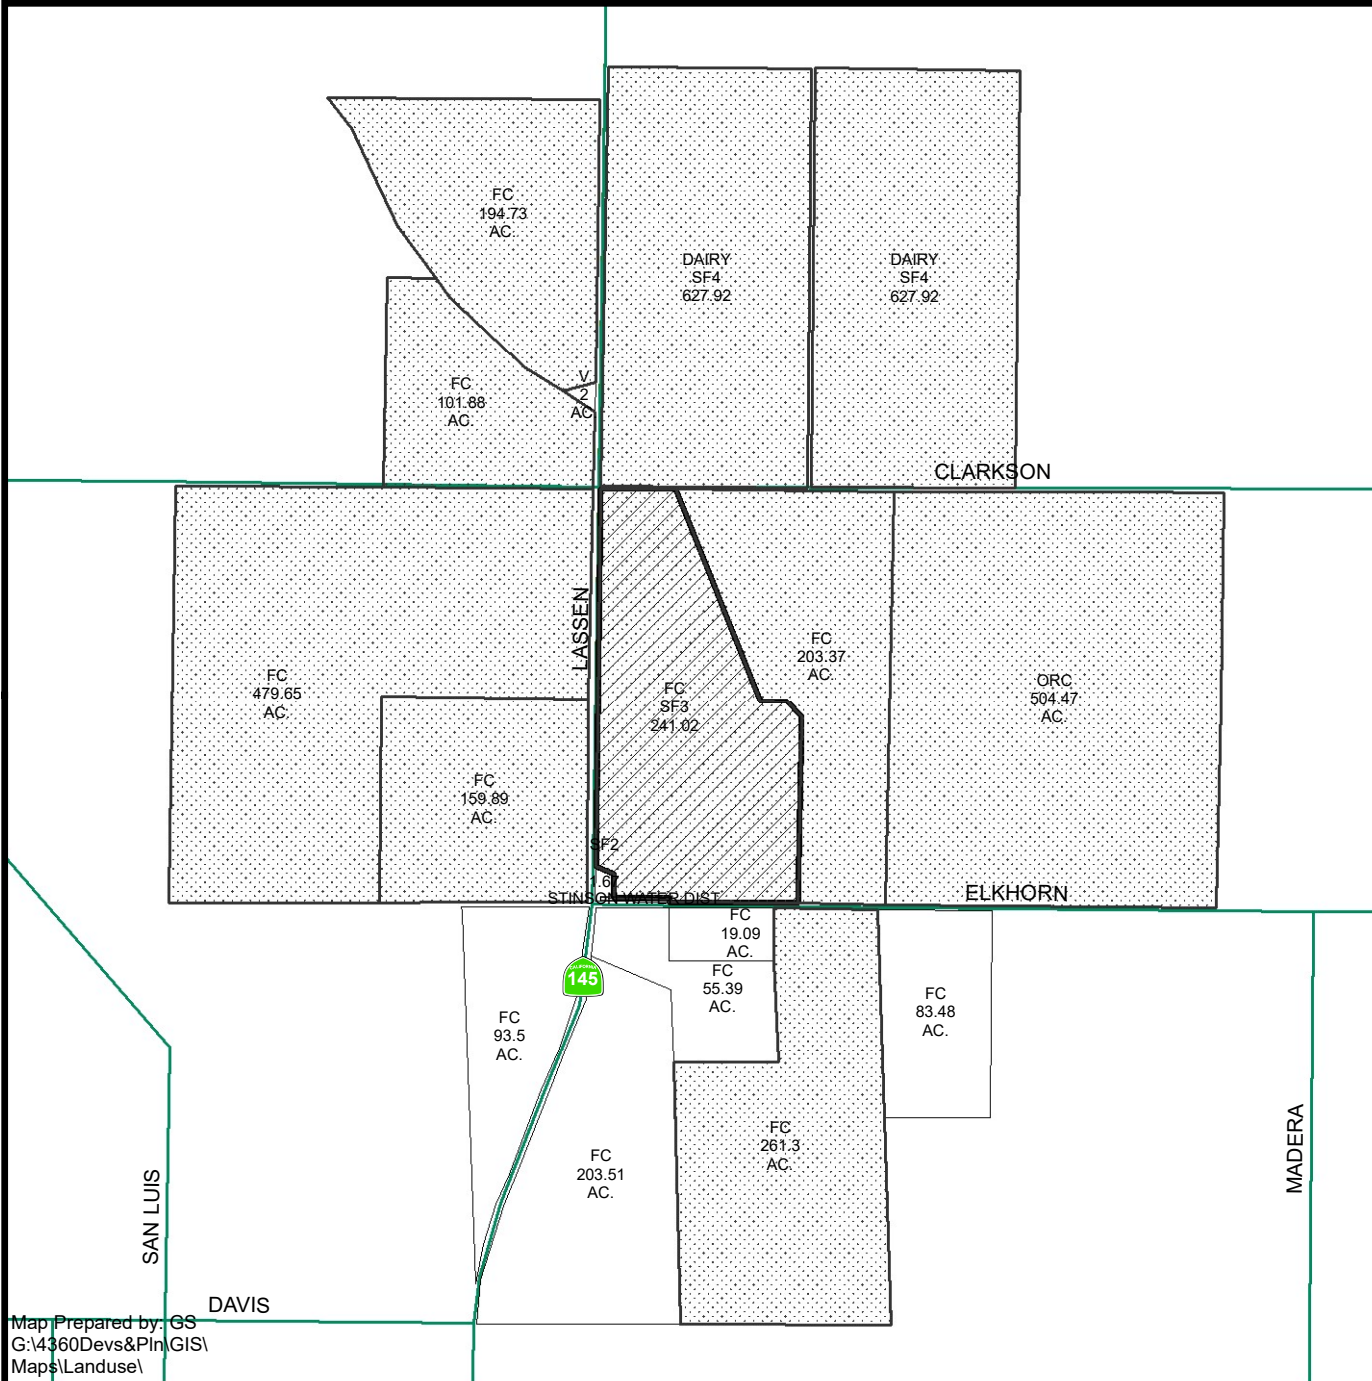 FC
194.73
AC.
DAIRY
SF4
627.92
DAIRY
SF4
627.92
V
2
AC
FC
101.88
AC.
CLARKSON
LASSEN
FC
479.65
AC.
FC
203.37
AC.
FC
SF3
241.02
ORC
504.47
AC.
FC
159.89
AC.
SF2
1.6
STINSON WATER DIST
ELKHORN
FC
19.09
AC.
FC
55.39
AC.
CALIFORNIA
145
FC
93.5
AC.
FC
83.48
AC.
FC
203.51
AC.
FC
261.3
AC.
SAN LUIS
MADERA
DAVIS
Map Prepared by: GS
G:\4360Devs&Pln\GIS\
Maps\Landuse\